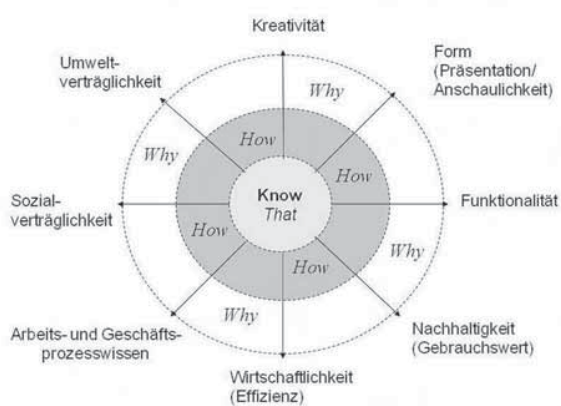 Kreativität
Form
(Präsentation/
Anschaulichkeit)
Umwelt-
verträglichkeit
Why
How
Why
How
Know
That
Sozial-
verträglichkeit
Funktionalität
How
Why
How
Why
Arbeits- und Geschäfts-
prozesswissen
Nachhaltigkeit
(Gebrauchswert)
Wirtschaftlichkeit
(Effizienz)